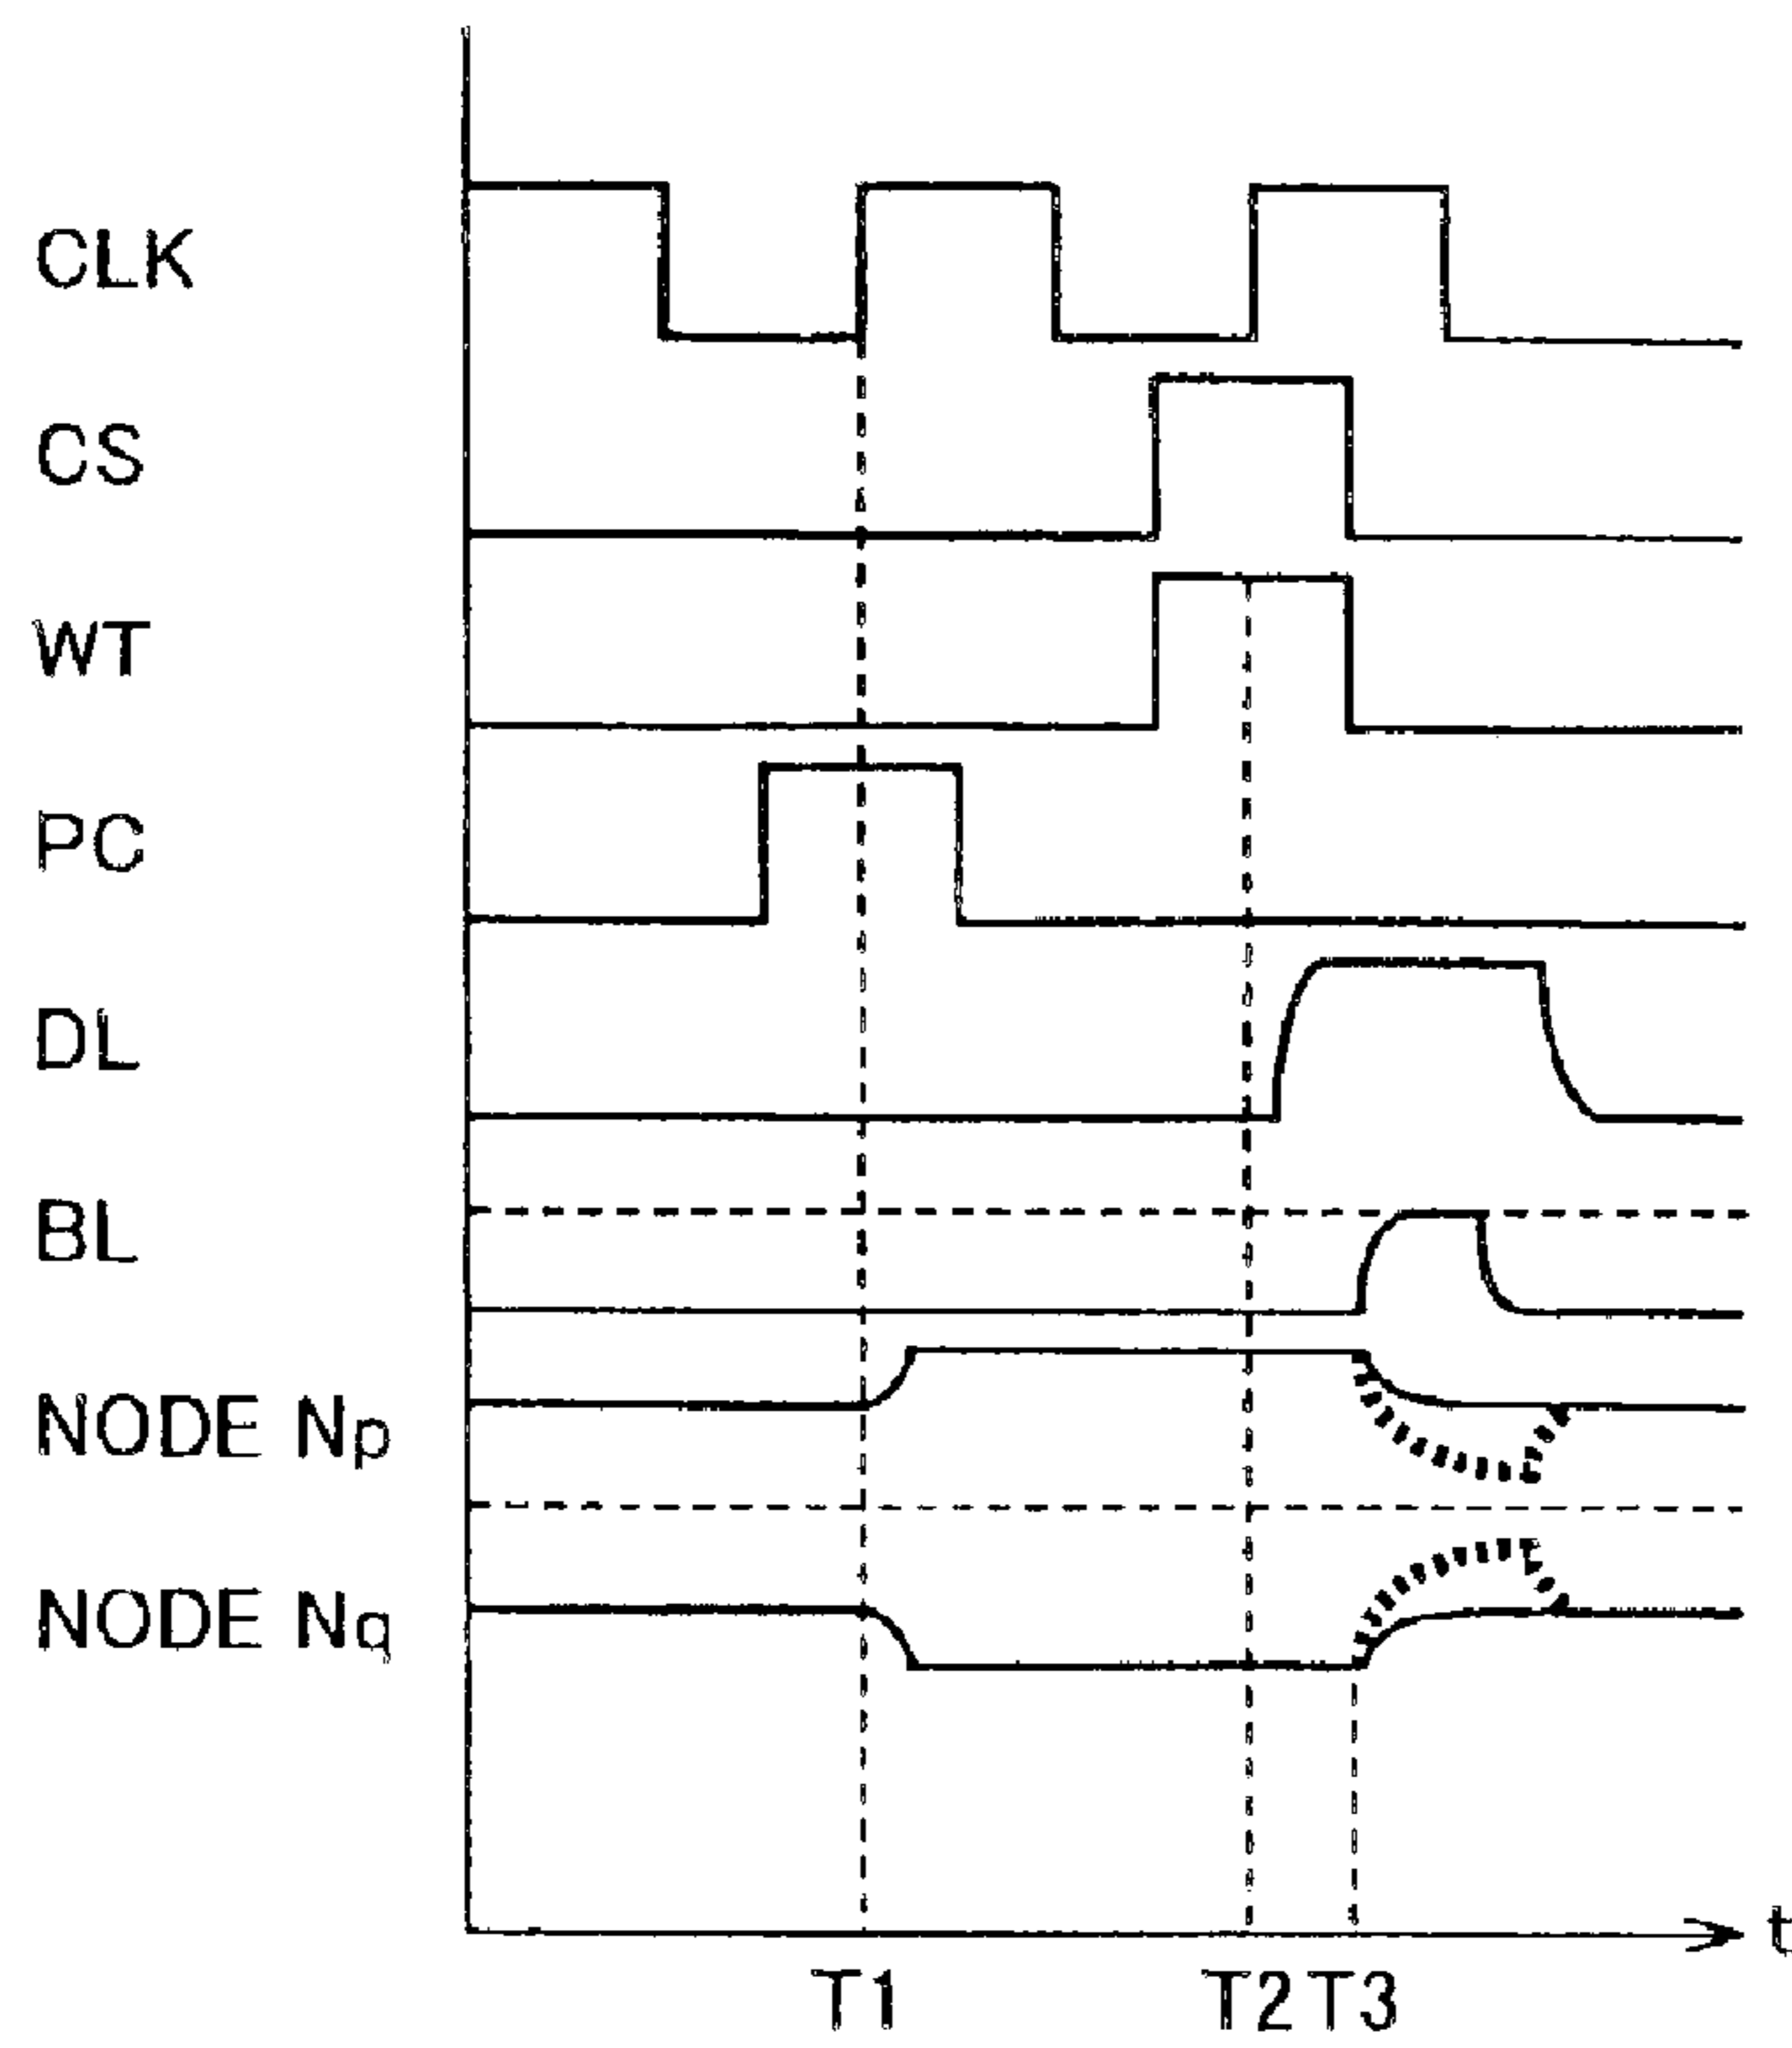 CLK
CS
WT
PC
DL
BL
NODE Np
NODE Nq
t
T1 T2 T3